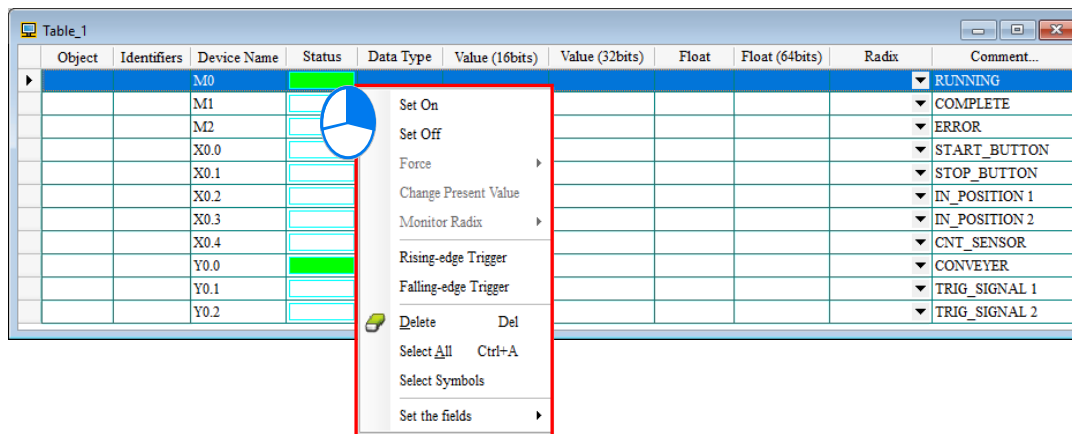 Table_1
Object Identifiers Device Name Status Data Type Value (16bits) Value (32bits) Float Float (64bits) Radix Comment...
M0 RUNNING
M1 COMPLETE
M2 ERROR
X0.0 START_BUTTON
X0.1 STOP_BUTTON
X0.2 IN_POSITION 1
X0.3 IN_POSITION 2
X0.4 CNT_SENSOR
Y0.0 CONVEYER
Y0.1 TRIG_SIGNAL 1
Y0.2 TRIG_SIGNAL 2
Set On
Set Off
Force
Change Present Value
Monitor Radix
Rising-edge Trigger
Falling-edge Trigger
Delete Del
Select All Ctrl+A
Select Symbols
Set the fields